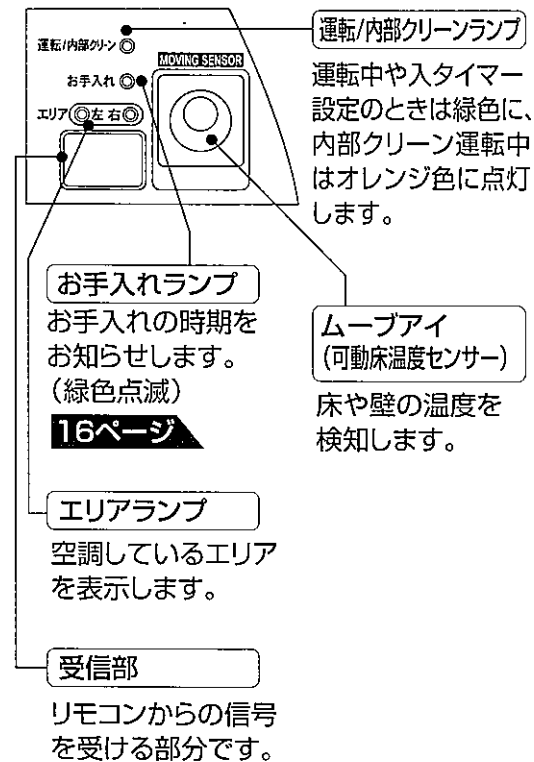 運転/内部クリーン
MOVING SENSOR
お手入れ
エリア 左 右
運転/内部クリーンランプ
運転中や入タイマー
設定のときは緑色に、
内部クリーン運転中
はオレンジ色に点灯
します。
お手入れランプ
お手入れの時期を
お知らせします。
(緑色点滅)
16ページ
ムーブアイ
(可動床温度センサー)
床や壁の温度を
検知します。
エリアランプ
空調しているエリア
を表示します。
受信部
リモコンからの信号
を受ける部分です。